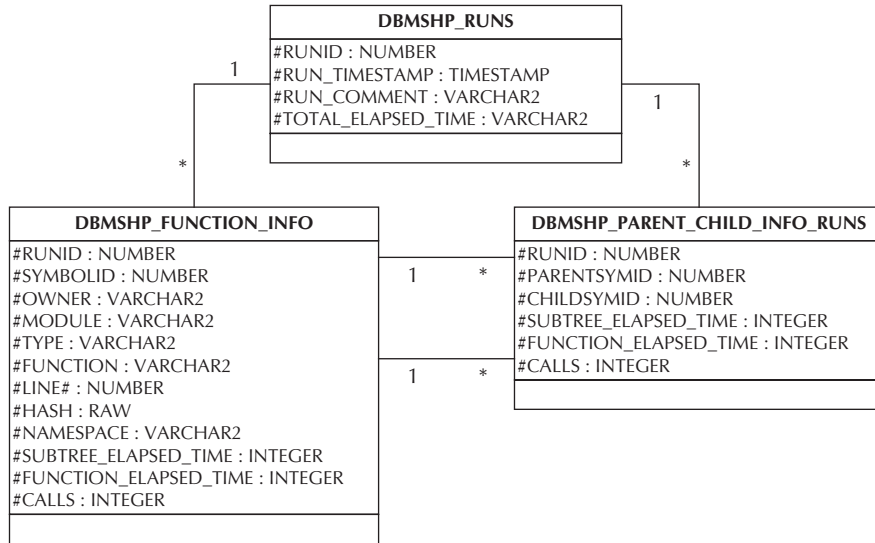 DBMSHP_RUNS
#RUNID : NUMBER
#RUN_TIMESTAMP : TIMESTAMP
#RUN_COMMENT : VARCHAR2
#TOTAL_ELAPSED_TIME : VARCHAR2
1
1
*
*
DBMSHP_FUNCTION_INFO
#RUNID : NUMBER
#SYMBOLID : NUMBER
#OWNER : VARCHAR2
#MODULE : VARCHAR2
#TYPE : VARCHAR2
#FUNCTION : VARCHAR2
#LINE# : NUMBER
#HASH : RAW
#NAMESPACE : VARCHAR2
#SUBTREE_ELAPSED_TIME : INTEGER
#FUNCTION_ELAPSED_TIME : INTEGER
#CALLS : INTEGER
1 *
1 *
DBMSHP_PARENT_CHILD_INFO_RUNS
#RUNID : NUMBER
#PARENTSYMID : NUMBER
#CHILDSYMID : NUMBER
#SUBTREE_ELAPSED_TIME : INTEGER
#FUNCTION_ELAPSED_TIME : INTEGER
#CALLS : INTEGER